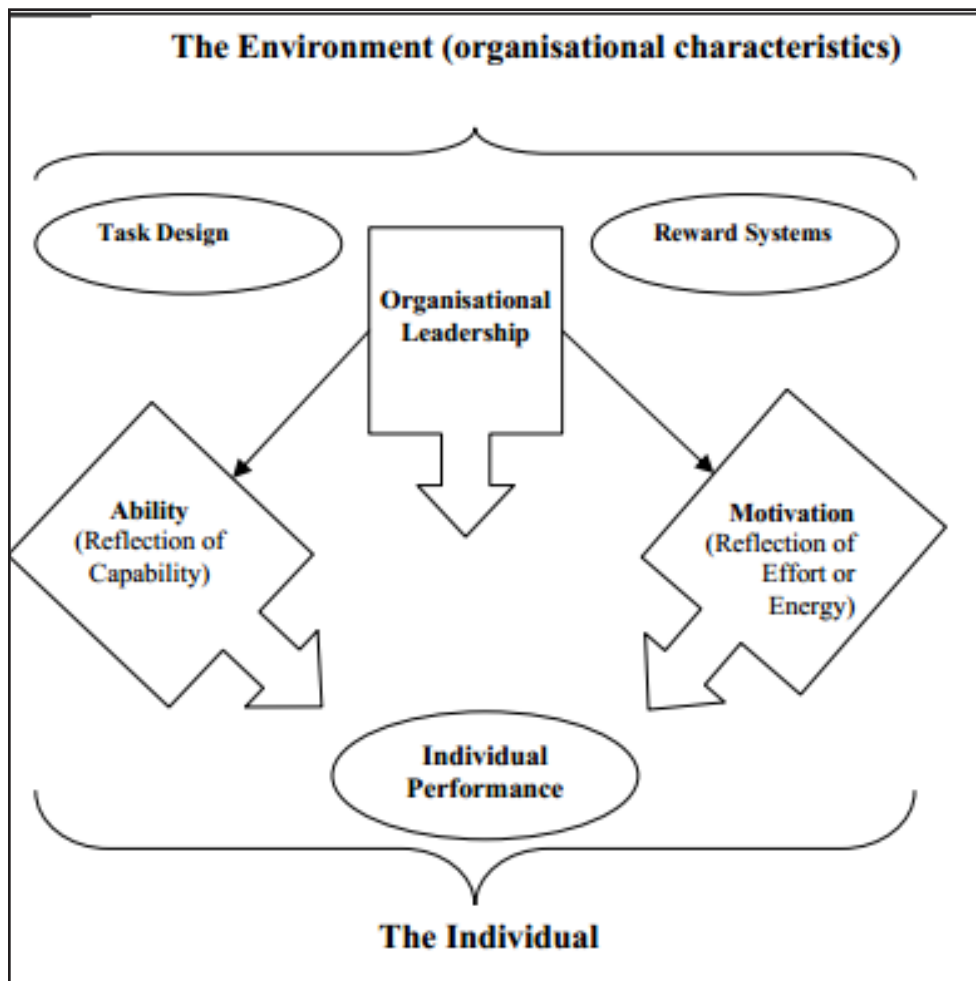 The Environment (organisational characteristics)
Task Design
Reward Systems
Organisational
Leadership
Ability
(Reflection of
Capability)
Motivation
(Reflection of
Effort or
Energy)
Individual
Performance
The Individual